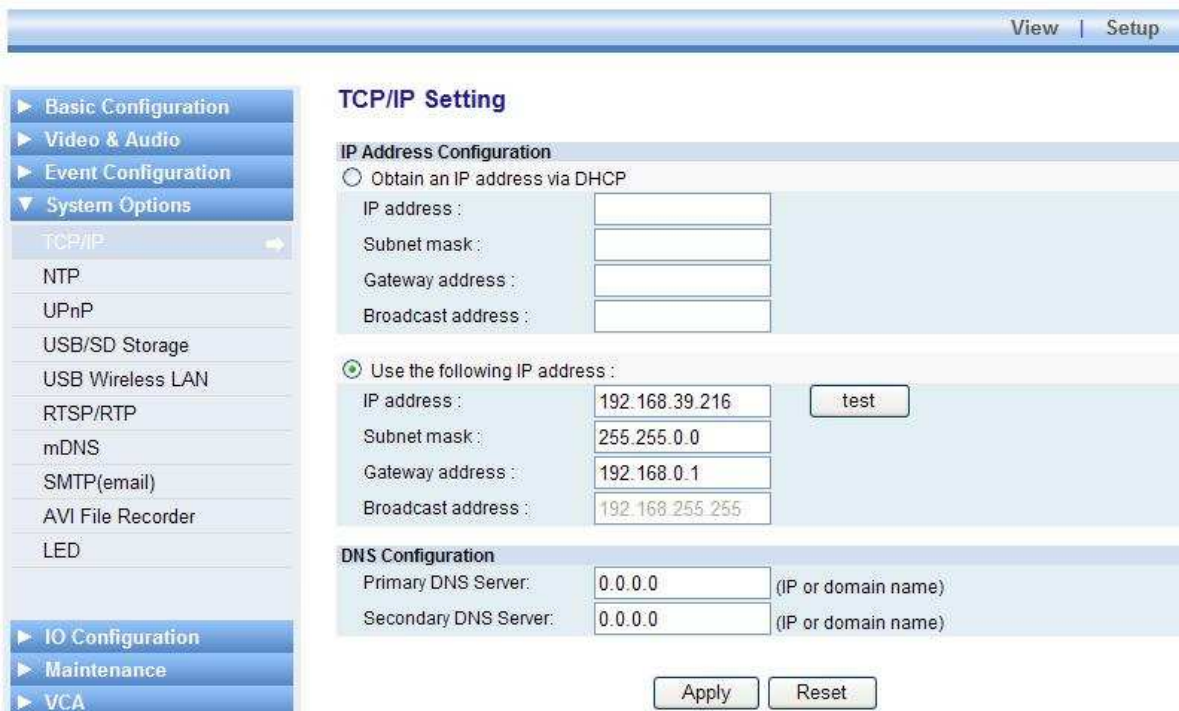 View | Setup
Basic Configuration
Video & Audio
Event Configuration
System Options
TCP/IP
NTP
UPnP
USB/SD Storage
USB Wireless LAN
RTSP/RTP
mDNS
SMTP(email)
AVI File Recorder
LED
IO Configuration
Maintenance
VCA
TCP/IP Setting
IP Address Configuration
Obtain an IP address via DHCP
IP address :
Subnet mask :
Gateway address :
Broadcast address :
Use the following IP address :
IP address : 192.168.39.216 test
Subnet mask : 255.255.0.0
Gateway address : 192.168.0.1
Broadcast address : 192.168.255.255
DNS Configuration
Primary DNS Server: 0.0.0.0 (IP or domain name)
Secondary DNS Server: 0.0.0.0 (IP or domain name)
Apply Reset